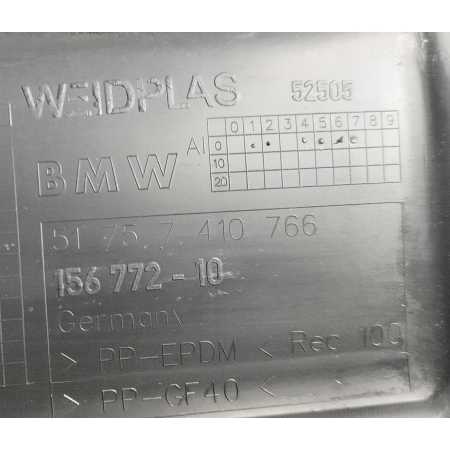 WEIDPLAS 52505
0 1 2 3 4 5 6 7 8 9
BMW AI 0
10
20
51 75 7 410 766
156 772-10
Germany
> PP-EPDM < Rec 100
> PP-GF40 <